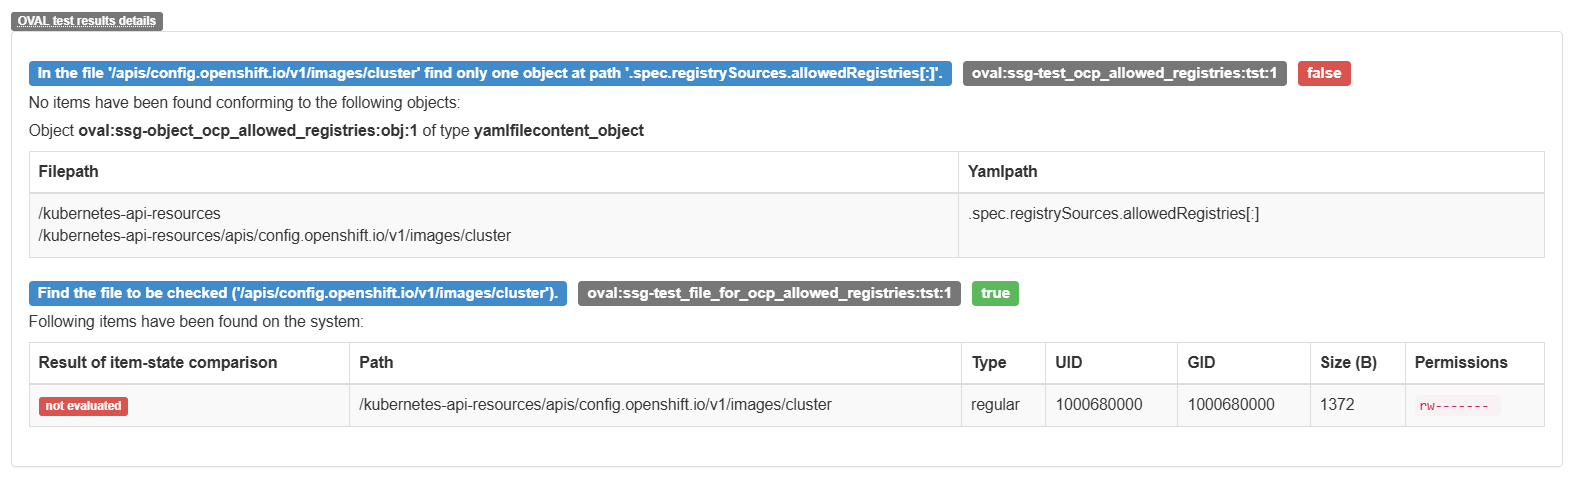 OVAL test results details
In the file '/apis/config.openshift.io/v1/images/cluster' find only one object at path '.spec.registrySources.allowedRegistries[:]'. oval:ssg-test_ocp_allowed_registries:tst:1 false
No items have been found conforming to the following objects:
Object oval:ssg-object_ocp_allowed_registries:obj:1 of type yamlfilecontent_object
Filepath Yamlpath
/kubernetes-api-resources .spec.registrySources.allowedRegistries[:]
/kubernetes-api-resources/apis/config.openshift.io/v1/images/cluster
Find the file to be checked ('/apis/config.openshift.io/v1/images/cluster'). oval:ssg-test_file_for_ocp_allowed_registries:tst:1 true
Following items have been found on the system:
Result of item-state comparison Path Type UID GID Size (B) Permissions
not evaluated /kubernetes-api-resources/apis/config.openshift.io/v1/images/cluster regular 1000680000 1000680000 1372 rw-------